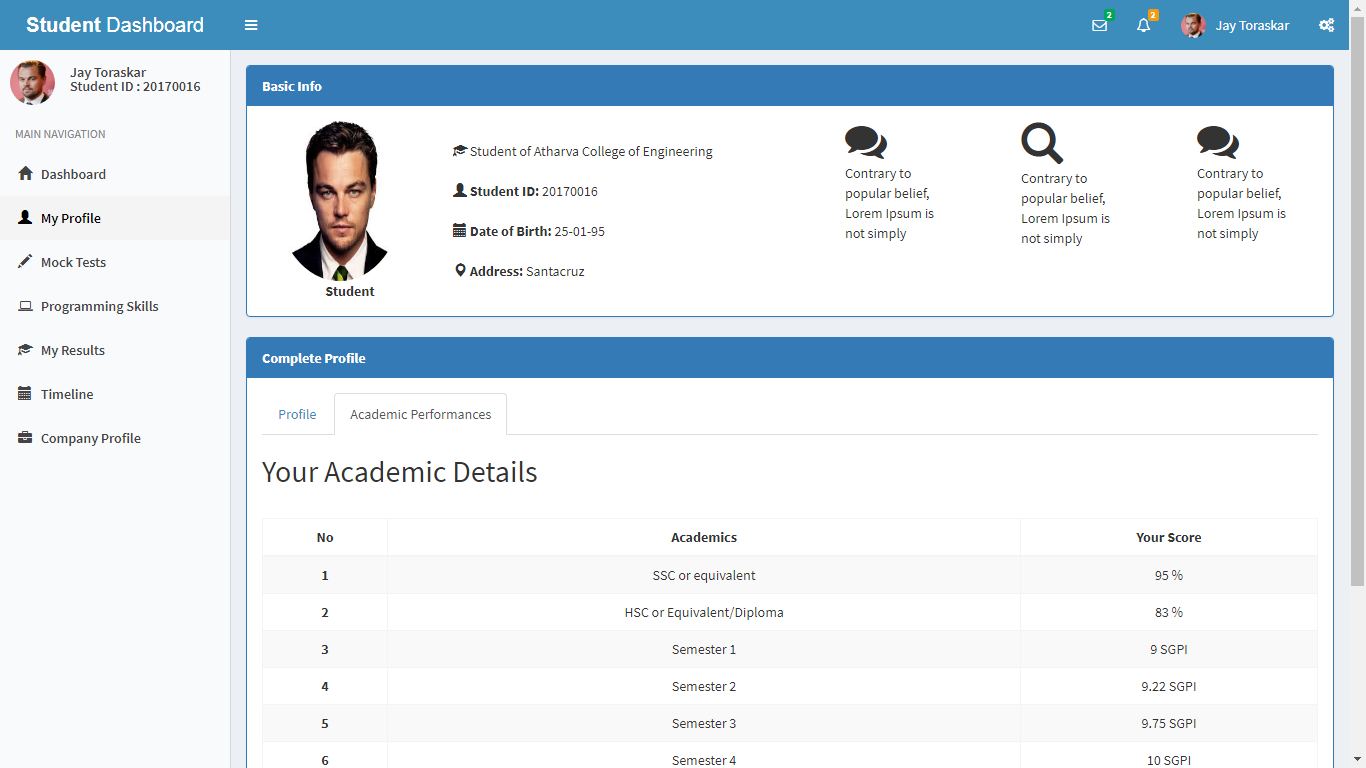 Student Dashboard
2
2
Jay Toraskar
Jay Toraskar
Student ID : 20170016
MAIN NAVIGATION
Dashboard
My Profile
Mock Tests
Programming Skills
My Results
Timeline
Company Profile
Basic Info
Student
Student of Atharva College of Engineering
Student ID: 20170016
Date of Birth: 25-01-95
Address: Santacruz
Contrary to
popular belief,
Lorem Ipsum is
not simply
Contrary to
popular belief,
Lorem Ipsum is
not simply
Contrary to
popular belief,
Lorem Ipsum is
not simply
Complete Profile
Profile Academic Performances
Your Academic Details
No Academics Your Score
1 SSC or equivalent 95 %
2 HSC or Equivalent/Diploma 83 %
3 Semester 1 9 SGPI
4 Semester 2 9.22 SGPI
5 Semester 3 9.75 SGPI
6 Semester 4 10 SGPI